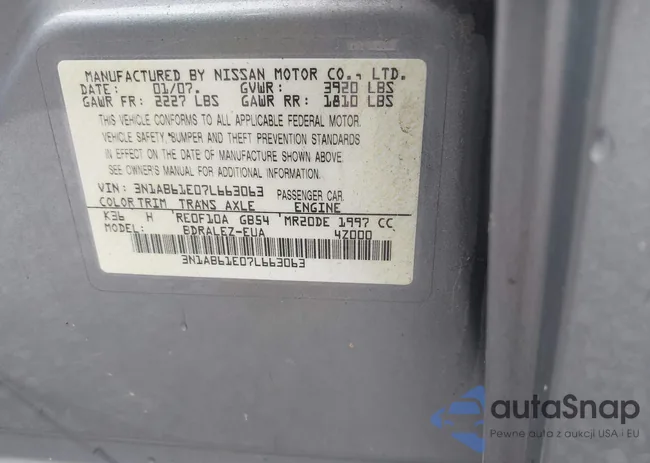 MANUFACTURED BY NISSAN MOTOR CO., LTD.
DATE: 01/07. GVWR: 3920 LBS
GAWR FR: 2227 LBS GAWR RR: 1810 LBS
THIS VEHICLE CONFORMS TO ALL APPLICABLE FEDERAL MOTOR
VEHICLE SAFETY, BUMPER AND THEFT PREVENTION STANDARDS
IN EFFECT ON THE DATE OF MANUFACTURE SHOWN ABOVE.
SEE OWNER'S MANUAL FOR ADDITIONAL INFORMATION.
VIN: 3N1AB61E07L663063 PASSENGER CAR
COLOR TRIM TRANS AXLE ENGINE
K36 H RE0F10A GB54 MR20DE 1997 CC
MODEL: BDRALEZ-EUA 4Z000
3N1AB61E07L663063
autaSnap
Pewne auta z aukcji USA i EU